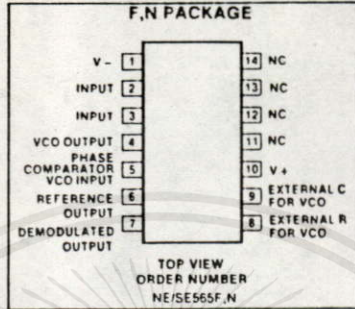 F,N PACKAGE
V – 1
INPUT 2
INPUT 3
VCO OUTPUT 4
PHASE
COMPARATOR 5
VCO INPUT
REFERENCE 6
OUTPUT
DEMODULATED 7
OUTPUT
14 NC
13 NC
12 NC
11 NC
10 V+
9 EXTERNAL C
FOR VCO
8 EXTERNAL R
FOR VCO
TOP VIEW
ORDER NUMBER
NE/SE565F,N